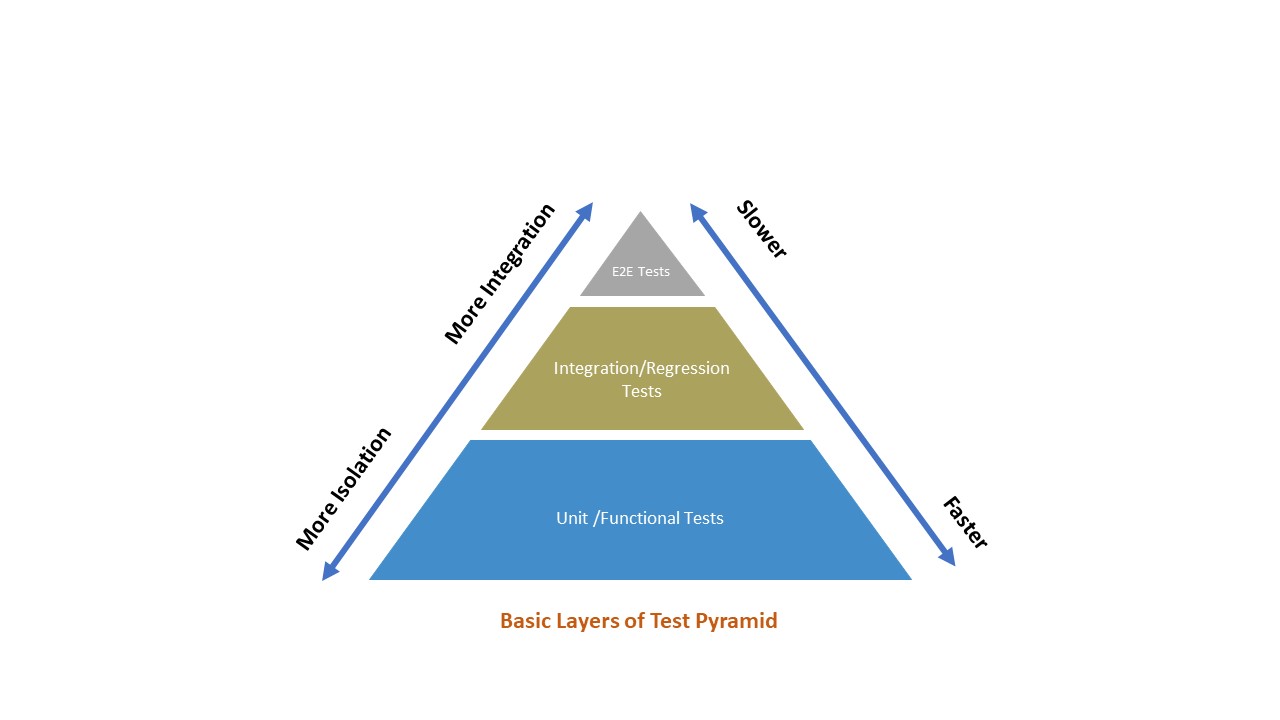 More Integration
Slower
E2E Tests
Integration/Regression
Tests
More Isolation
Unit /Functional Tests
Faster
Basic Layers of Test Pyramid